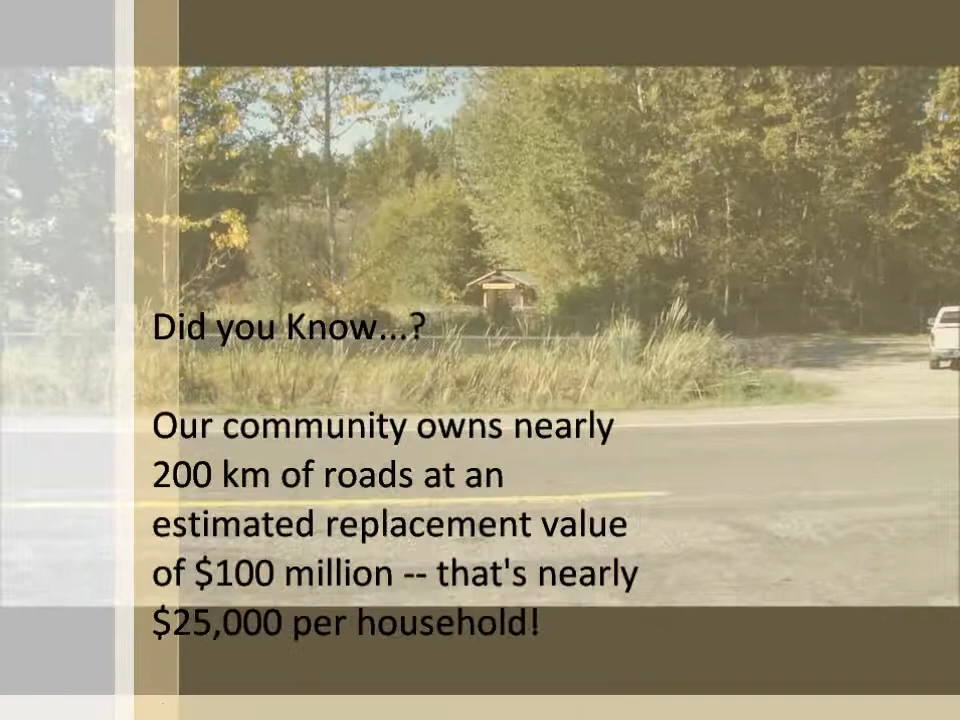 Did you Know...?
Our community owns nearly
200 km of roads at an
estimated replacement value
of $100 million -- that's nearly
$25,000 per household!